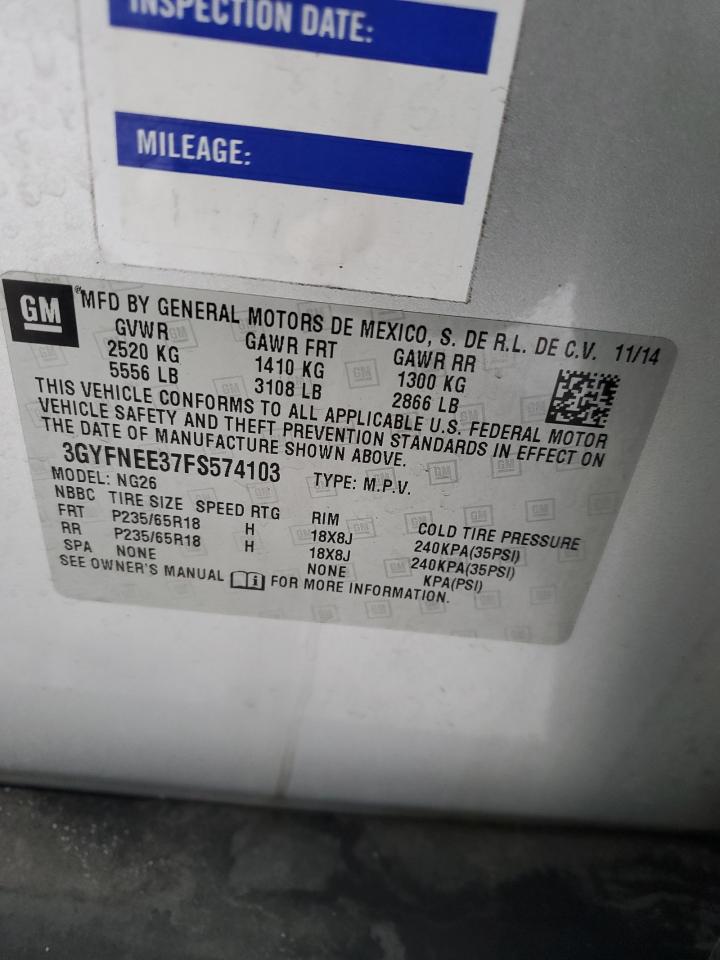 INSPECTION DATE:
MILEAGE:
GM
® MFD BY GENERAL MOTORS DE MEXICO, S. DE R.L. DE C.V. 11/14
GVWR GAWR FRT GAWR RR
2520 KG 1410 KG 1300 KG
5556 LB 3108 LB 2866 LB
THIS VEHICLE CONFORMS TO ALL APPLICABLE U.S. FEDERAL MOTOR
VEHICLE SAFETY AND THEFT PREVENTION STANDARDS IN EFFECT ON
THE DATE OF MANUFACTURE SHOWN ABOVE.
3GYFNEE37FS574103 TYPE: M.P.V.
MODEL: NG26
NBBC TIRE SIZE SPEED RTG RIM COLD TIRE PRESSURE
FRT P235/65R18 H 18X8J 240KPA(35PSI)
RR P235/65R18 H 18X8J 240KPA(35PSI)
SPA NONE NONE KPA(PSI)
SEE OWNER'S MANUAL FOR MORE INFORMATION.